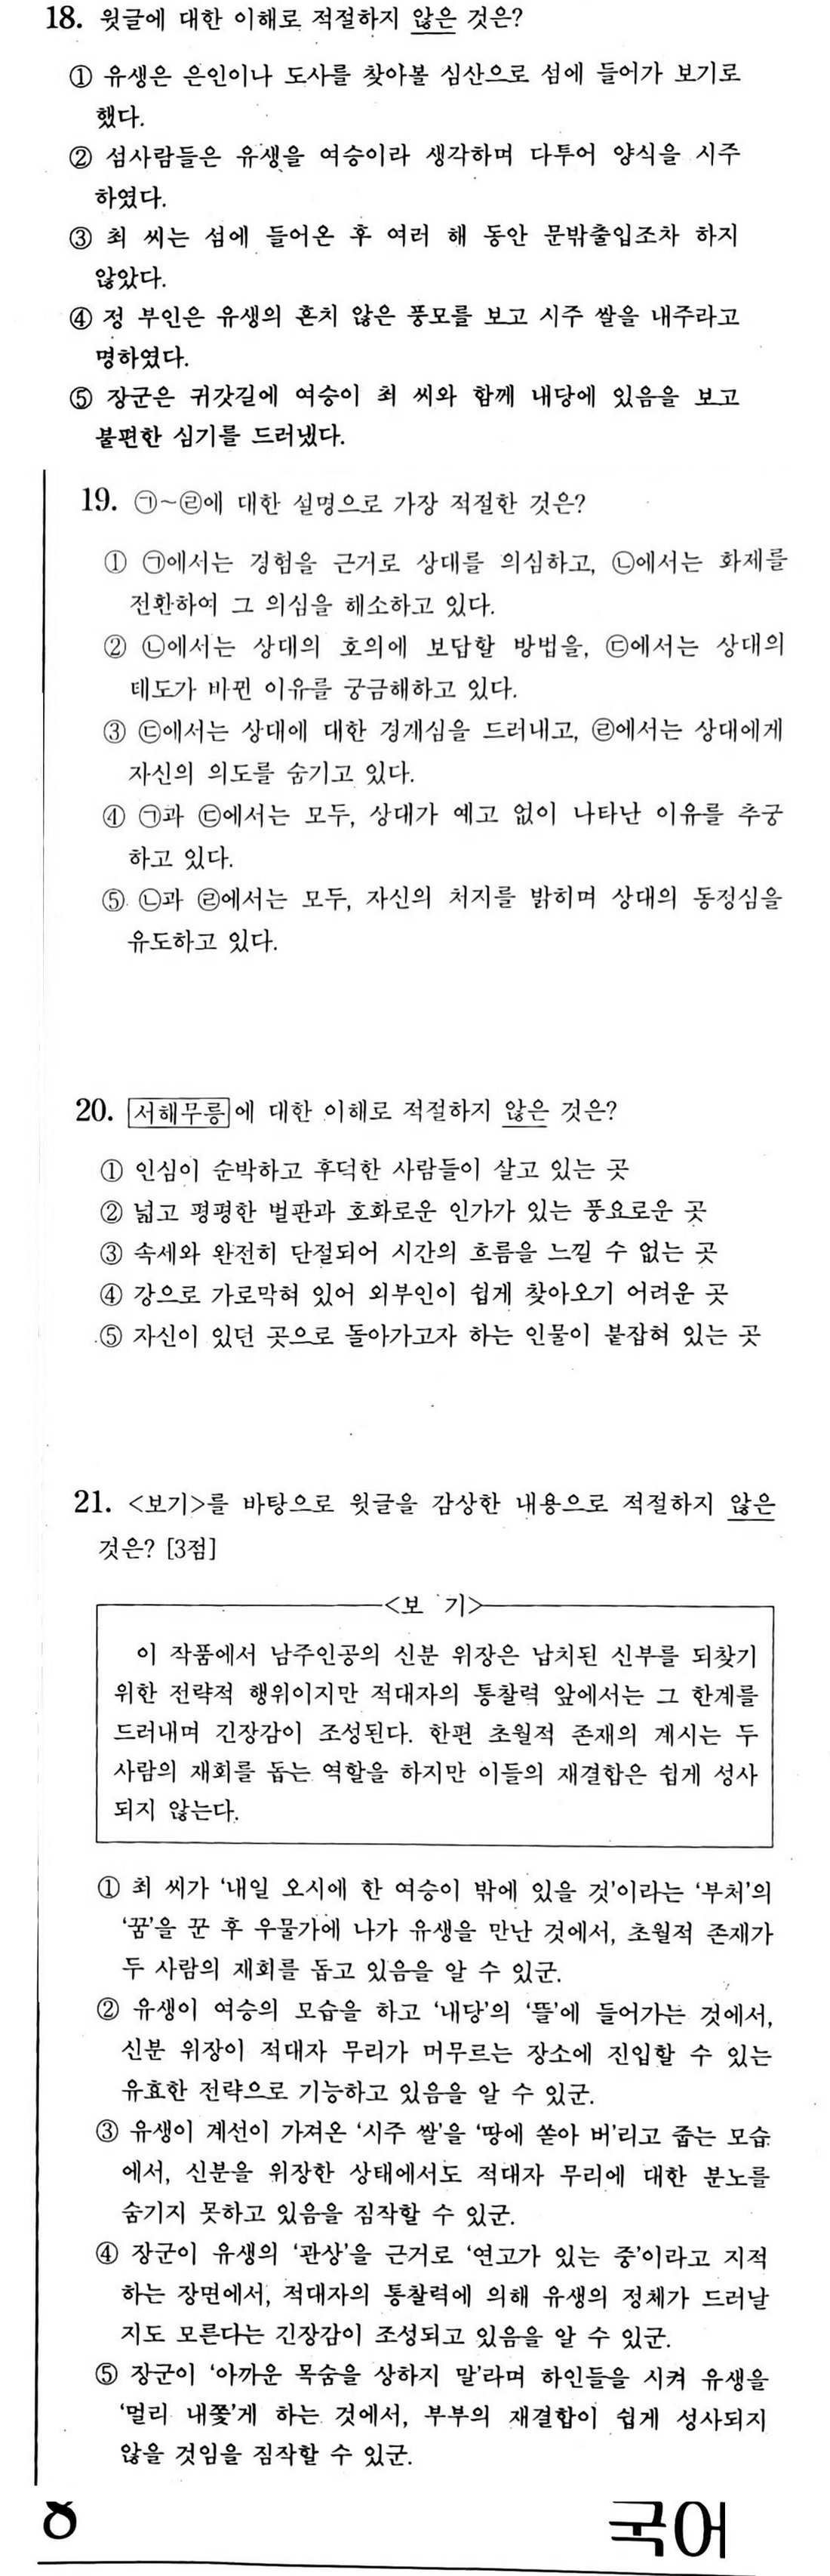 18. 윗글에 대한 이해로 적절하지 않은 것은?
① 유생은 은인이나 도사를 찾아볼 심산으로 섬에 들어가 보기로
했다.
② 섬사람들은 유생을 여승이라 생각하며 다투어 양식을 시주
하였다.
③ 최 씨는 섬에 들어온 후 여러 해 동안 문밖출입조차 하지
않았다.
④ 정 부인은 유생의 흔치 않은 풍모를 보고 시주 쌀을 내주라고
명하였다.
⑤ 장군은 귀갓길에 여승이 최 씨와 함께 내당에 있음을 보고
불편한 심기를 드러냈다.
19. ㉠~㉣에 대한 설명으로 가장 적절한 것은?
① ㉠에서는 경험을 근거로 상대를 의심하고, ㉡에서는 화제를
전환하여 그 의심을 해소하고 있다.
② ㉡에서는 상대의 호의에 보답할 방법을, ㉢에서는 상대의
태도가 바뀐 이유를 궁금해하고 있다.
③ ㉢에서는 상대에 대한 경계심을 드러내고, ㉣에서는 상대에게
자신의 의도를 숨기고 있다.
④ ㉠과 ㉢에서는 모두, 상대가 예고 없이 나타난 이유를 추궁
하고 있다.
⑤ ㉡과 ㉣에서는 모두, 자신의 처지를 밝히며 상대의 동정심을
유도하고 있다.
20. 서해무릉에 대한 이해로 적절하지 않은 것은?
① 인심이 순박하고 후덕한 사람들이 살고 있는 곳
② 넓고 평평한 벌판과 호화로운 인가가 있는 풍요로운 곳
③ 속세와 완전히 단절되어 시간의 흐름을 느낄 수 없는 곳
④ 강으로 가로막혀 있어 외부인이 쉽게 찾아오기 어려운 곳
⑤ 자신이 있던 곳으로 돌아가고자 하는 인물이 붙잡혀 있는 곳
21. <보기>를 바탕으로 윗글을 감상한 내용으로 적절하지 않은
것은? [3점]
<보 기>
이 작품에서 남주인공의 신분 위장은 납치된 신부를 되찾기
위한 전략적 행위이지만 적대자의 통찰력 앞에서는 그 한계를
드러내며 긴장감이 조성된다. 한편 초월적 존재의 계시는 두
사람의 재회를 돕는 역할을 하지만 이들의 재결합은 쉽게 성사
되지 않는다.
① 최 씨가 '내일 오시에 한 여승이 밖에 있을 것'이라는 '부처'의
'꿈'을 꾼 후 우물가에 나가 유생을 만난 것에서, 초월적 존재가
두 사람의 재회를 돕고 있음을 알 수 있군.
② 유생이 여승의 모습을 하고 '내당'의 '뜰'에 들어가는 것에서,
신분 위장이 적대자 무리가 머무르는 장소에 진입할 수 있는
유효한 전략으로 기능하고 있음을 알 수 있군.
③ 유생이 계선이 가져온 '시주 쌀'을 '땅에 쏟아 버'리고 줍는 모습
에서, 신분을 위장한 상태에서도 적대자 무리에 대한 분노를
숨기지 못하고 있음을 짐작할 수 있군.
④ 장군이 유생의 '관상'을 근거로 '연고가 있는 중'이라고 지적
하는 장면에서, 적대자의 통찰력에 의해 유생의 정체가 드러날
지도 모른다는 긴장감이 조성되고 있음을 알 수 있군.
⑤ 장군이 '아까운 목숨을 상하지 말'라며 하인들을 시켜 유생을
'멀리 내쫓'게 하는 것에서, 부부의 재결합이 쉽게 성사되지
않을 것임을 짐작할 수 있군.
8 국어